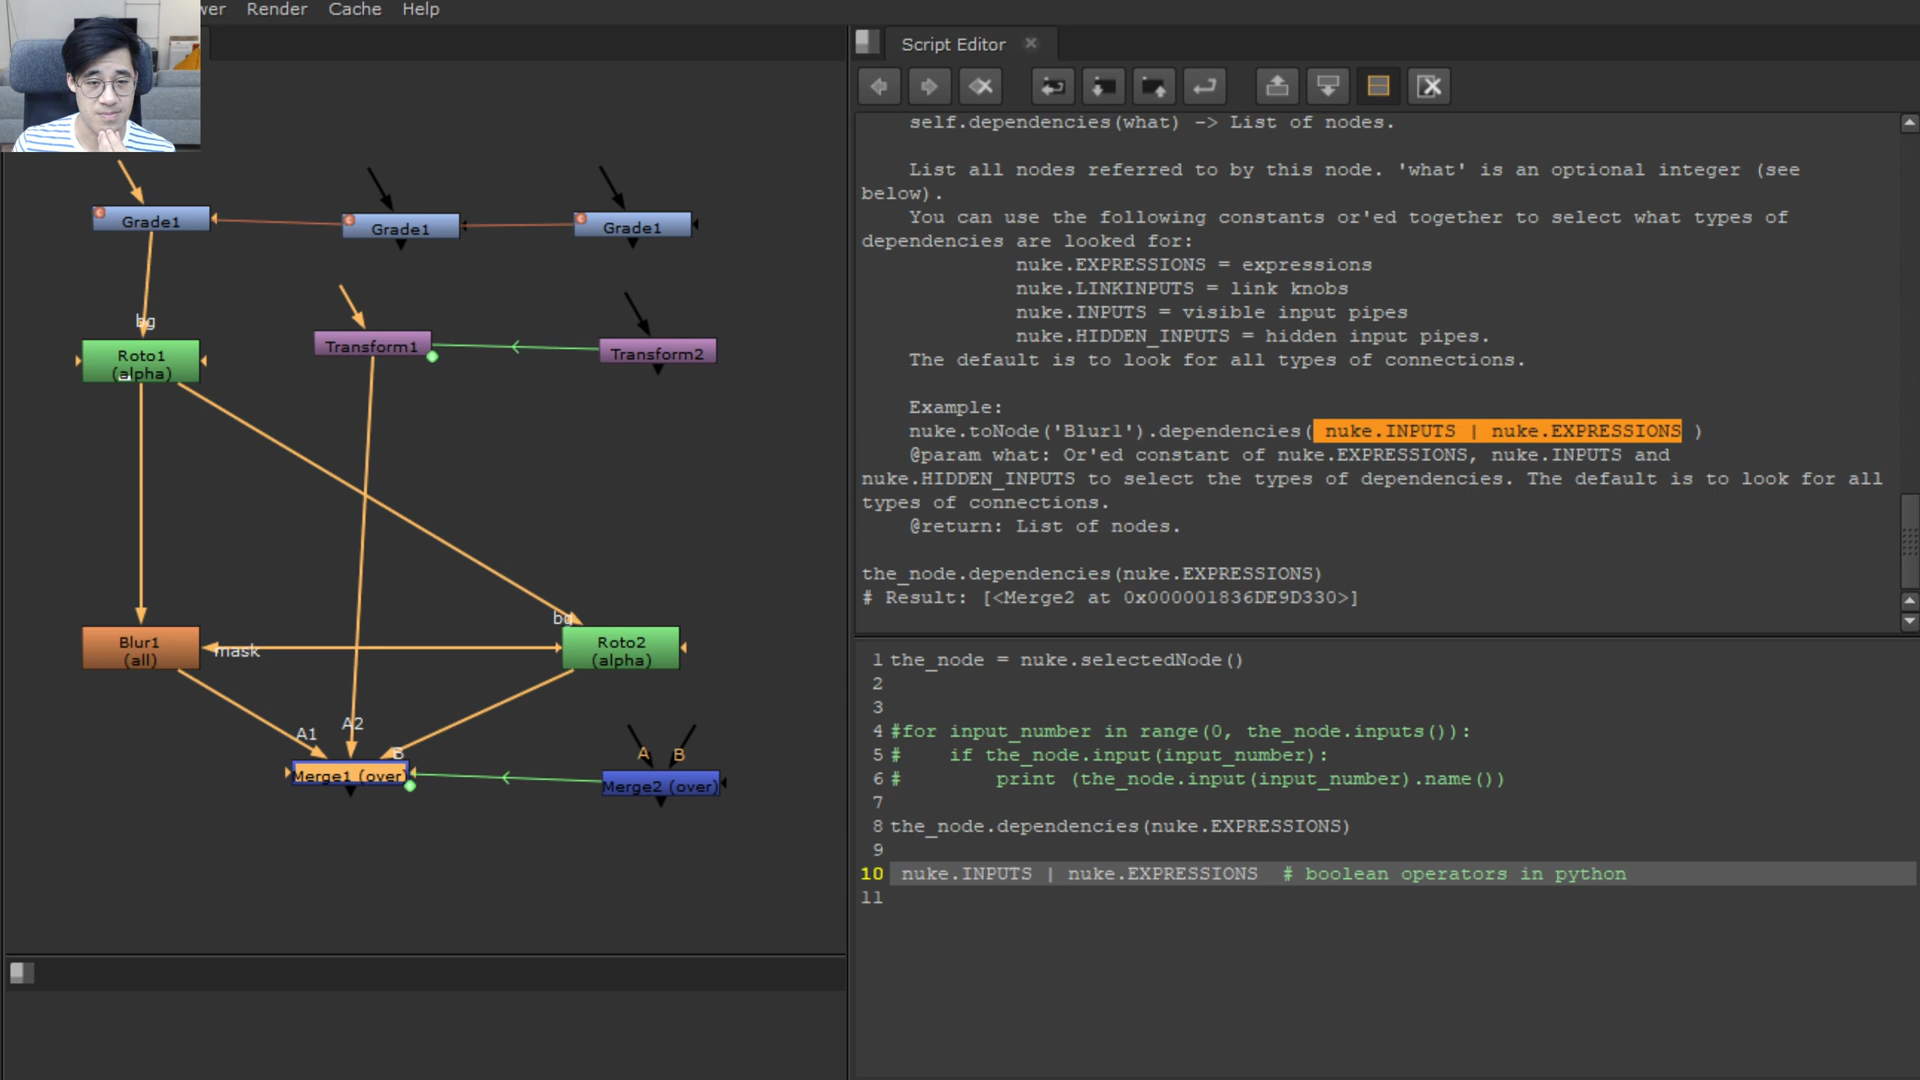 wer Render Cache Help
Script Editor
self.dependencies(what) -> List of nodes.
List all nodes referred to by this node. 'what' is an optional integer (see
below).
You can use the following constants or'ed together to select what types of
dependencies are looked for:
nuke.EXPRESSIONS = expressions
nuke.LINKINPUTS = link knobs
nuke.INPUTS = visible input pipes
nuke.HIDDEN_INPUTS = hidden input pipes.
The default is to look for all types of connections.
Example:
nuke.toNode('Blur1').dependencies( nuke.INPUTS | nuke.EXPRESSIONS )
@param what: Or'ed constant of nuke.EXPRESSIONS, nuke.INPUTS and
nuke.HIDDEN_INPUTS to select the types of dependencies. The default is to look for all
types of connections.
@return: List of nodes.
the_node.dependencies(nuke.EXPRESSIONS)
# Result: [<Merge2 at 0x000001836DE9D330>]
1 the_node = nuke.selectedNode()
2
3
4 #for input_number in range(0, the_node.inputs()):
5 #    if the_node.input(input_number):
6 #        print (the_node.input(input_number).name())
7
8 the_node.dependencies(nuke.EXPRESSIONS)
9
10 nuke.INPUTS | nuke.EXPRESSIONS  # boolean operators in python
11
Grade1
Grade1
Grade1
bg
Roto1
(alpha)
Transform1
Transform2
bg
Blur1
(all)
mask
Roto2
(alpha)
A1
A2
B
Merge1 (over)
A
B
Merge2 (over)